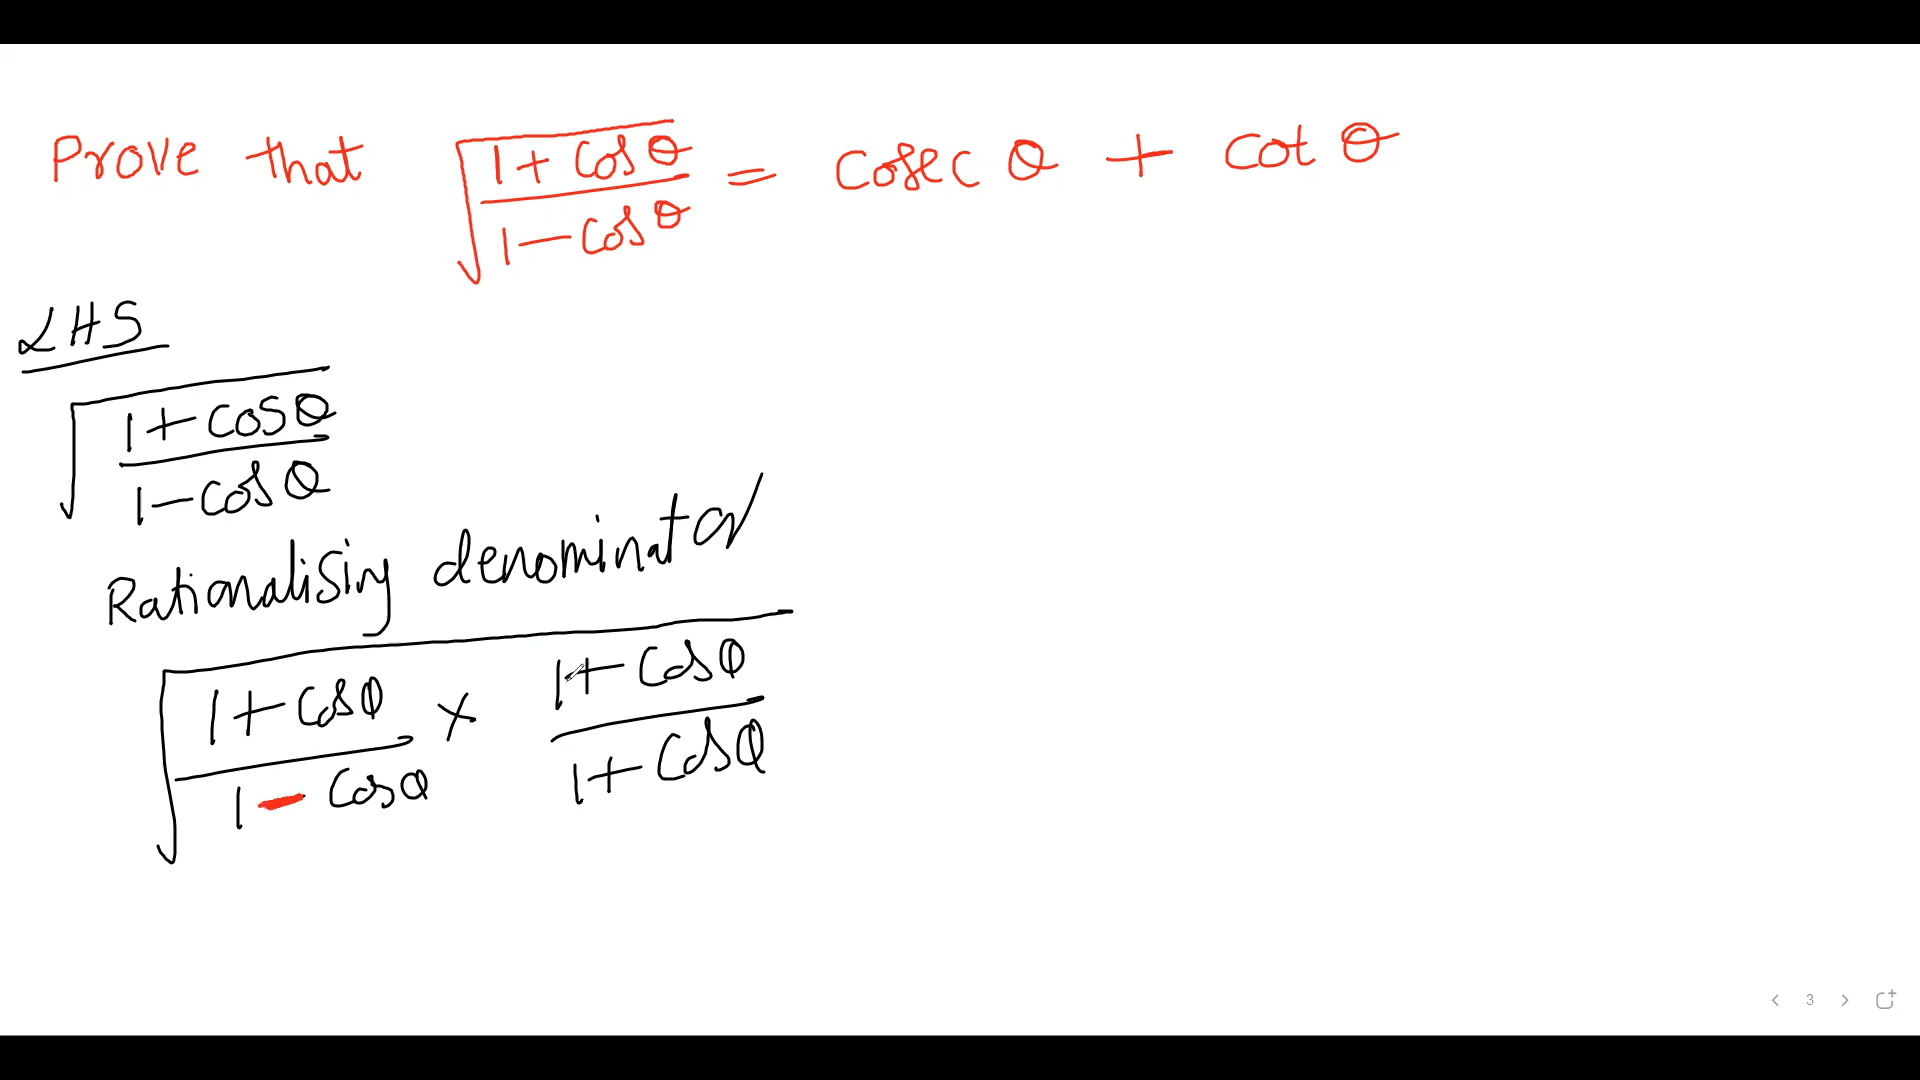 Prove that √((1 + Cosθ)/(1 − Cosθ)) = Cosec θ + Cot θ
LHS
√((1 + Cosθ)/(1 − Cosθ))
Rationalising denominator
√((1 + Cosθ)/(1 − Cosθ) × (1 + Cosθ)/(1 + Cosθ))
3